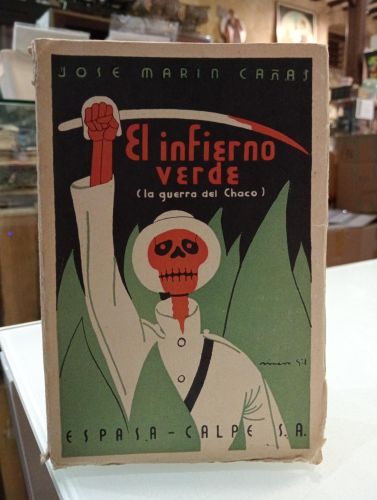 JOSE MARIN CAÑAS
El infierno
VERDE
(la guerra del Chaco)
ESPASA-CALPE S.A.